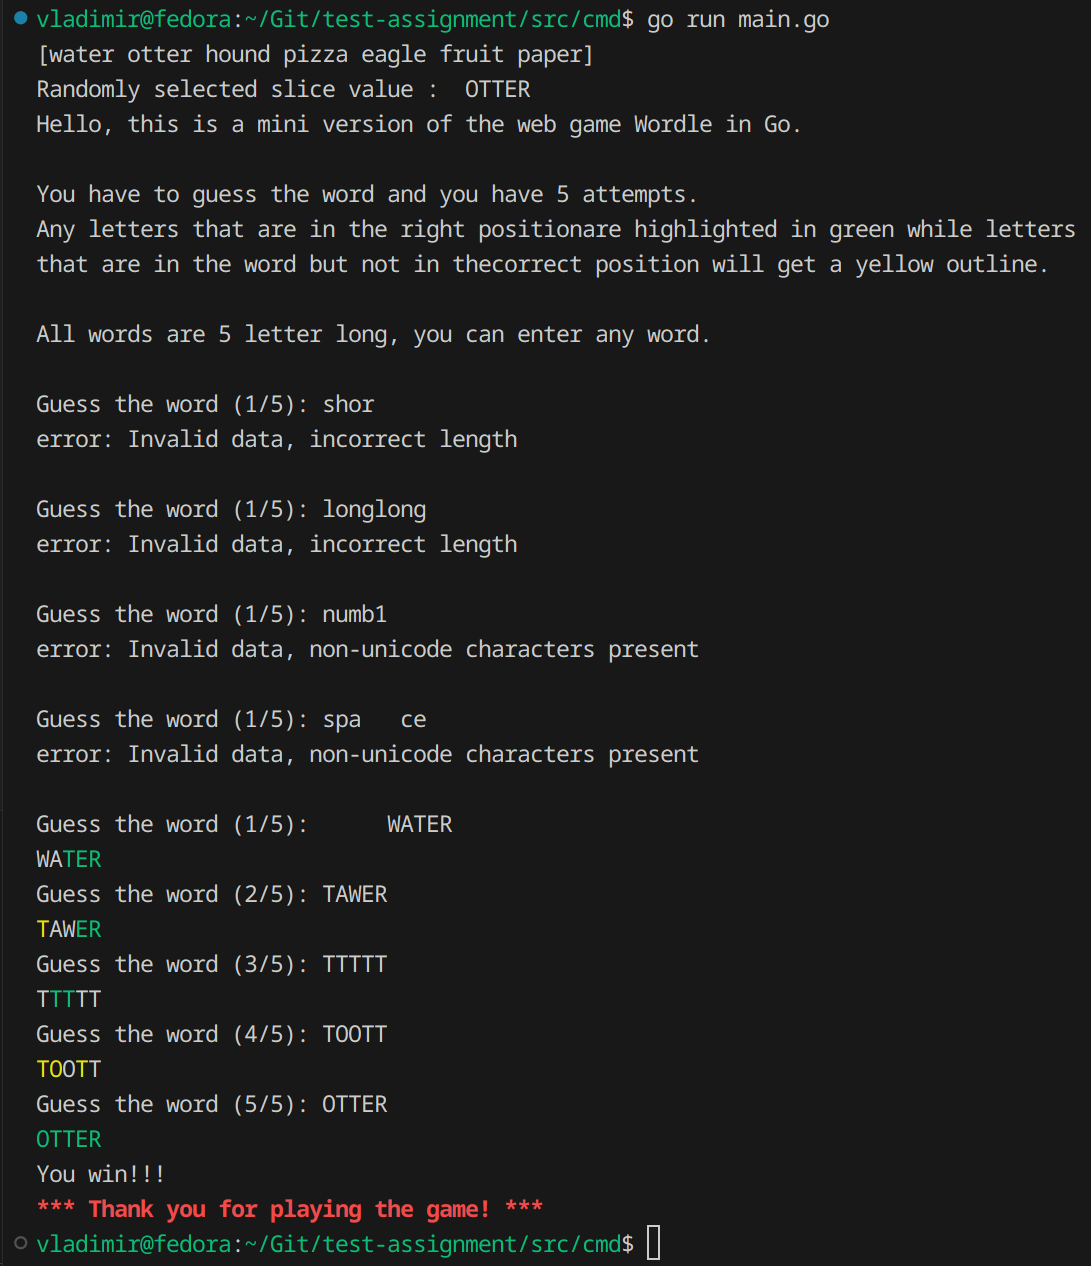 vladimir@fedora:~/Git/test-assignment/src/cmd$ go run main.go
[water otter hound pizza eagle fruit paper]
Randomly selected slice value :  OTTER
Hello, this is a mini version of the web game Wordle in Go.
You have to guess the word and you have 5 attempts.
Any letters that are in the right positionare highlighted in green while letters
that are in the word but not in thecorrect position will get a yellow outline.
All words are 5 letter long, you can enter any word.
Guess the word (1/5): shor
error: Invalid data, incorrect length
Guess the word (1/5): longlong
error: Invalid data, incorrect length
Guess the word (1/5): numb1
error: Invalid data, non-unicode characters present
Guess the word (1/5): spa   ce
error: Invalid data, non-unicode characters present
Guess the word (1/5):      WATER
WATER
Guess the word (2/5): TAWER
TAWER
Guess the word (3/5): TTTTT
TTTTT
Guess the word (4/5): TOOTT
TOOTT
Guess the word (5/5): OTTER
OTTER
You win!!!
*** Thank you for playing the game! ***
vladimir@fedora:~/Git/test-assignment/src/cmd$